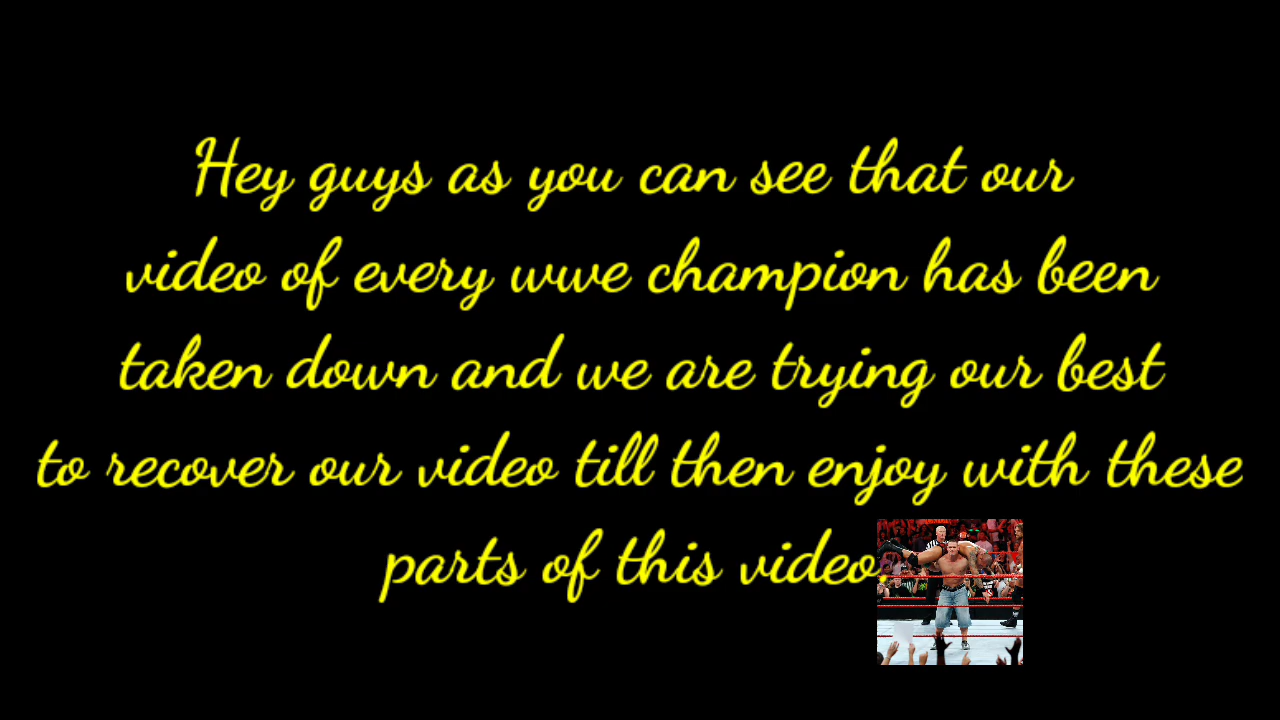 Hey guys as you can see that our
video of every wwe champion has been
taken down and we are trying our best
to recover our video till then enjoy with these
parts of this video